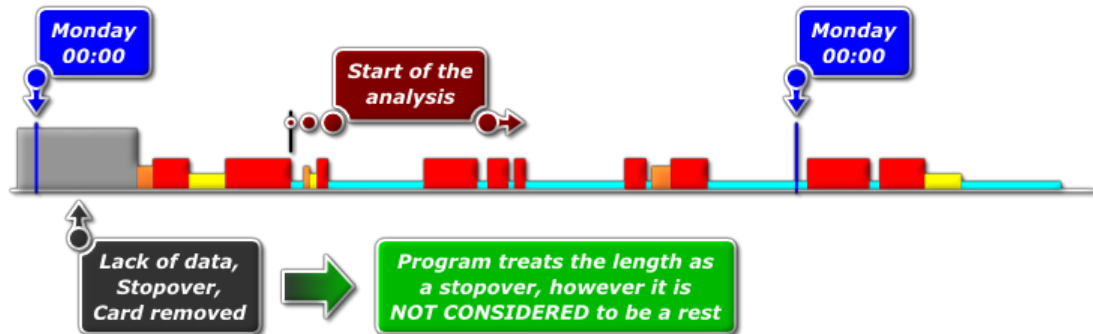 Monday
00:00
Start of the
analysis
Monday
00:00
Lack of data,
Stopover,
Card removed
Program treats the length as
a stopover, however it is
NOT CONSIDERED to be a rest